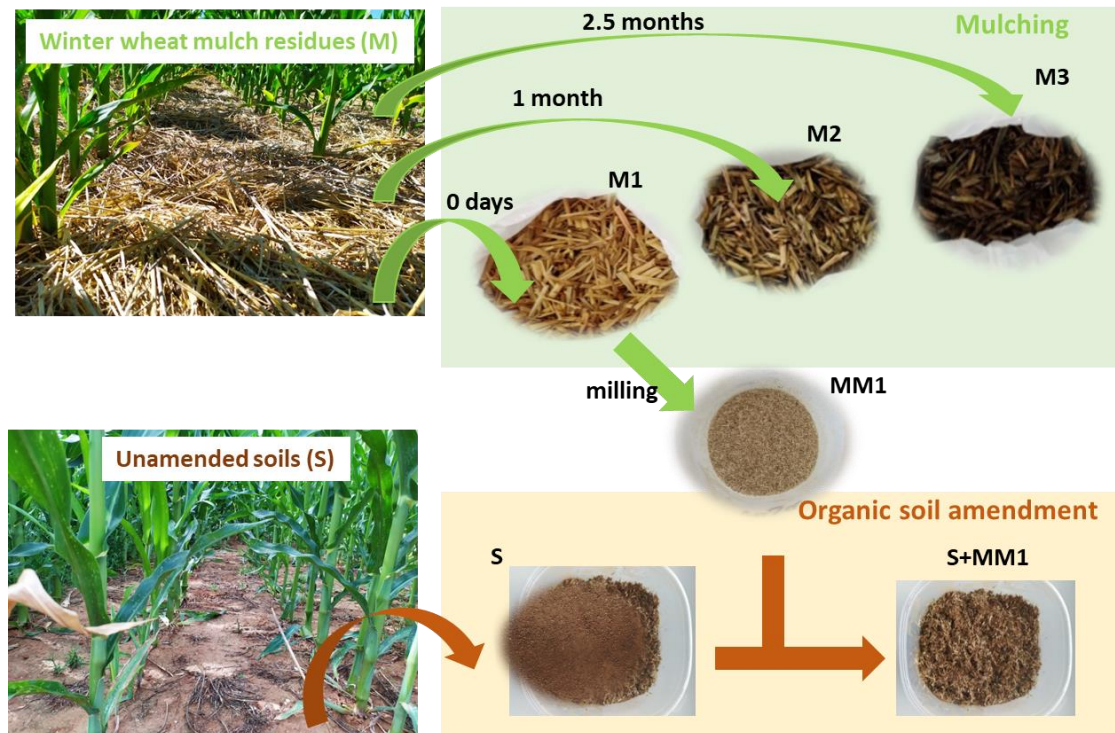 Winter wheat mulch residues (M)
2.5 months
Mulching
M3
1 month
M2
M1
0 days
milling
MM1
Unamended soils (S)
Organic soil amendment
S
S+MM1